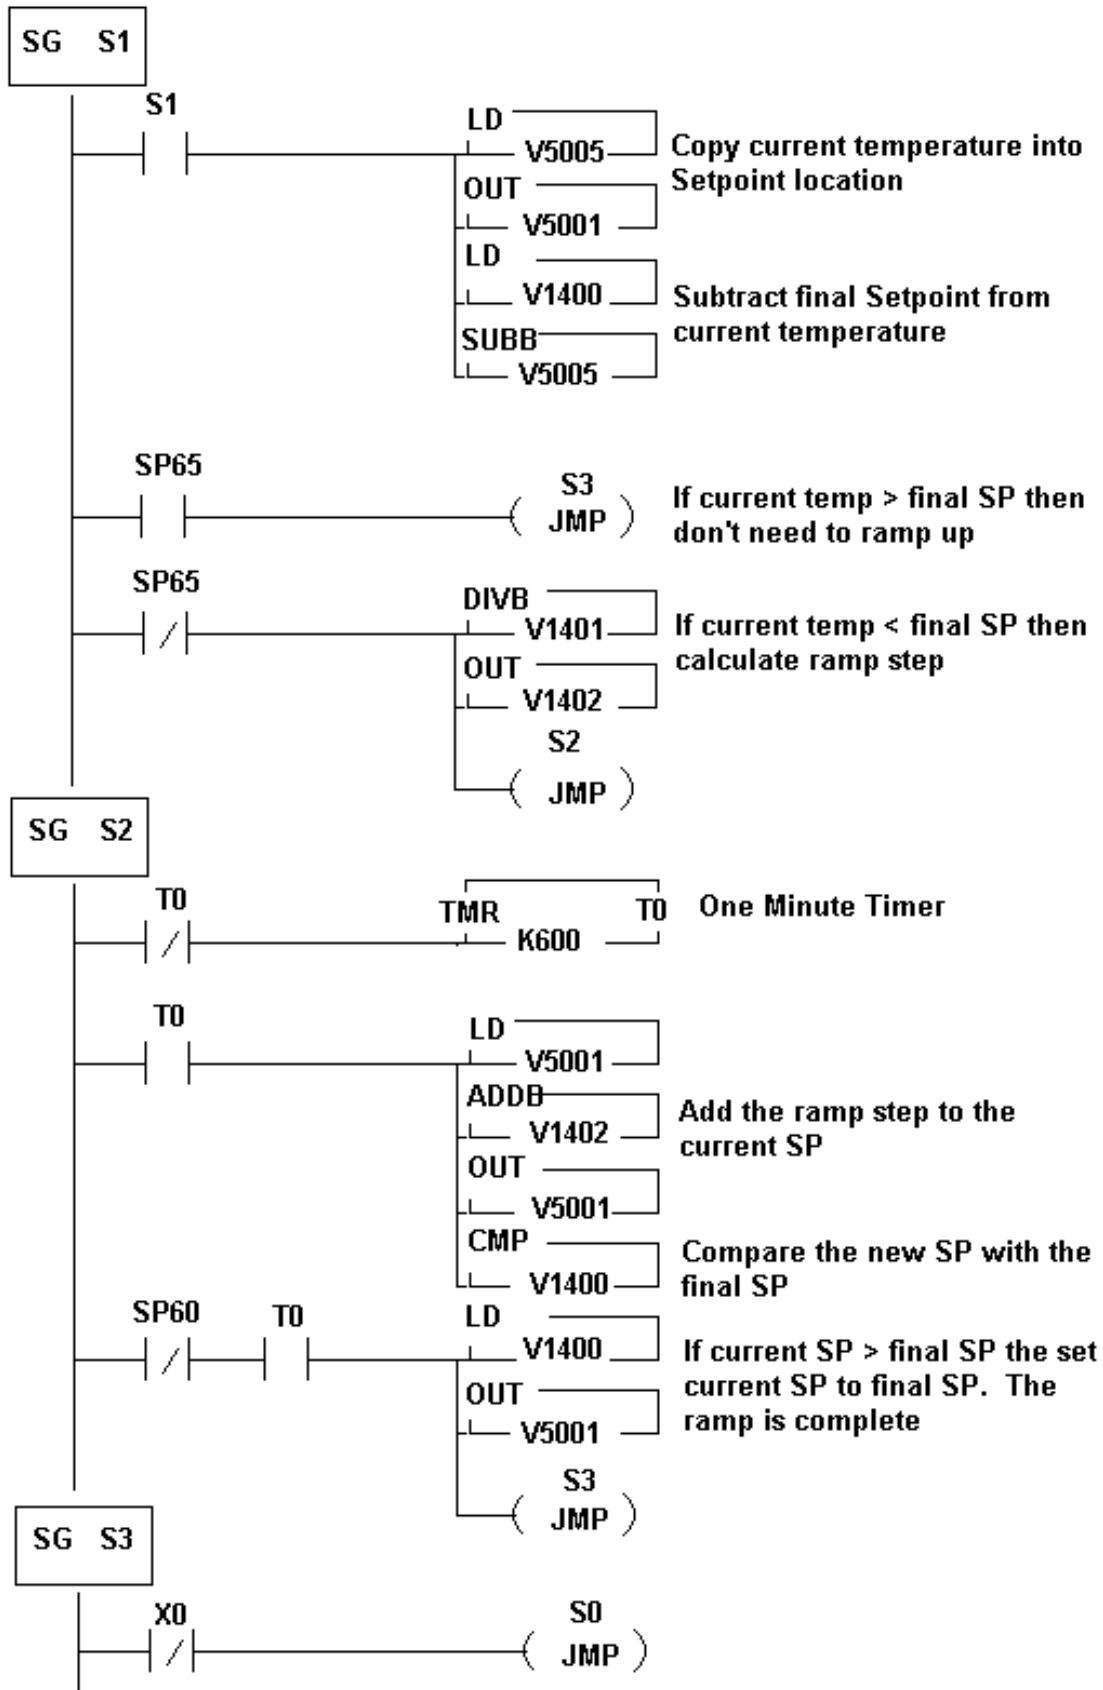 SG S1
S1
LD
V5005
Copy current temperature into
Setpoint location
OUT
V5001
LD
V1400
Subtract final Setpoint from
current temperature
SUBB
V5005
SP65
S3
JMP
If current temp > final SP then
don't need to ramp up
SP65
DIVB
V1401
If current temp < final SP then
calculate ramp step
OUT
V1402
S2
JMP
SG S2
T0
TMR
T0
K600
One Minute Timer
T0
LD
V5001
ADDB
V1402
Add the ramp step to the
current SP
OUT
V5001
CMP
V1400
Compare the new SP with the
final SP
SP60
T0
LD
V1400
If current SP > final SP the set
current SP to final SP. The
ramp is complete
OUT
V5001
S3
JMP
SG S3
X0
S0
JMP